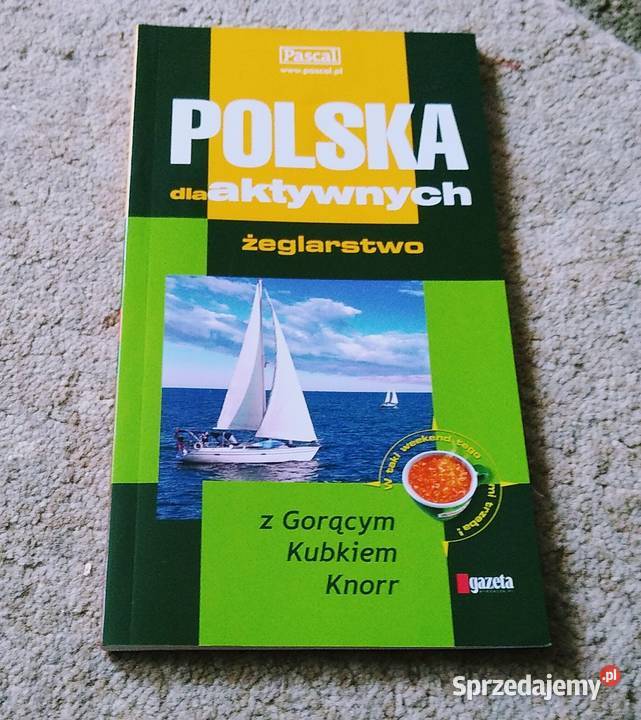 Pascal
www.pascal.pl
POLSKA
dla aktywnych
żeglarstwo
W taki weekend tego mi trzeba!
z Gorącym
Kubkiem
Knorr
gazeta
Sprzedajemy.pl